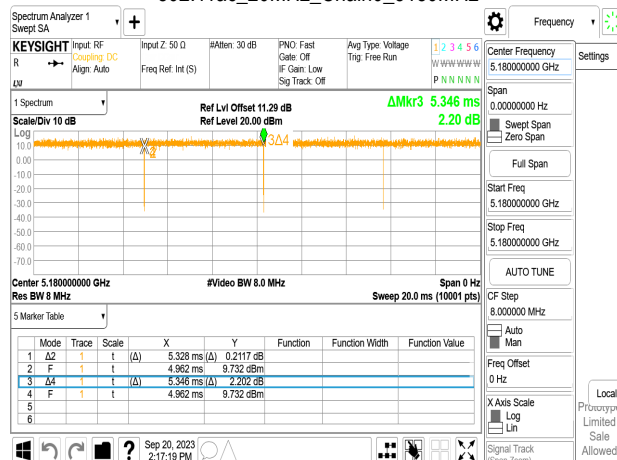 Spectrum Analyzer 1
Swept SA
Frequency
KEYSIGHT
R
Input: RF
Coupling: DC
Align: Auto
Input Z: 50 Ω
Freq Ref: Int (S)
#Atten: 30 dB
PNO: Fast
Gate: Off
IF Gain: Low
Sig Track: Off
Avg Type: Voltage
Trig: Free Run
1 2 3 4 5 6
W W W W W W
P N N N N N
1 Spectrum
Scale/Div 10 dB
Ref Lvl Offset 11.29 dB
Ref Level 20.00 dBm
ΔMkr3 5.346 ms
2.20 dB
Log
10.0
0.00
-10.0
-20.0
-30.0
-40.0
-50.0
-60.0
-70.0
3Δ4
Center 5.180000000 GHz
Res BW 8 MHz
#Video BW 8.0 MHz
Span 0 Hz
Sweep 20.0 ms (10001 pts)
5 Marker Table
Mode Trace Scale X Y Function Function Width Function Value
1 Δ2 1 t (Δ) 5.328 ms (Δ) 0.2117 dB
2 F 1 t 4.962 ms 9.732 dBm
3 Δ4 1 t (Δ) 5.346 ms (Δ) 2.202 dB
4 F 1 t 4.962 ms 9.732 dBm
5
6
Sep 20, 2023
2:17:19 PM
Center Frequency
5.180000000 GHz
Span
0.00000000 Hz
Swept Span
Zero Span
Full Span
Start Freq
5.180000000 GHz
Stop Freq
5.180000000 GHz
AUTO TUNE
CF Step
8.000000 MHz
Auto
Man
Freq Offset
0 Hz
X Axis Scale
Log
Lin
Signal Track
Settings
Local
Prototype
Limited
Sale
Allowed